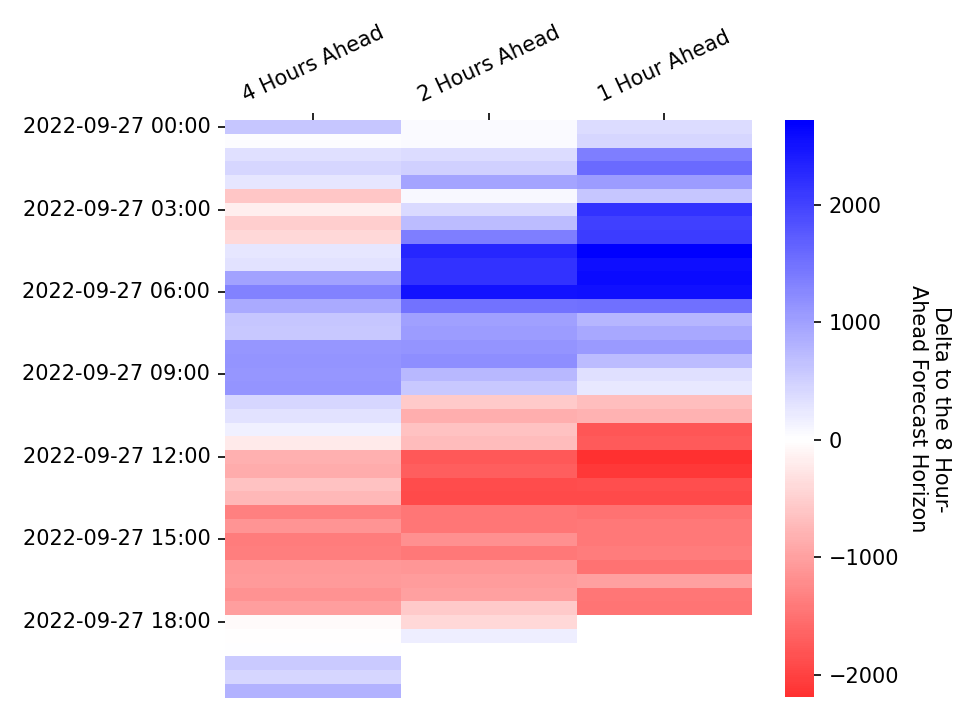 4 Hours Ahead
2 Hours Ahead
1 Hour Ahead
2022-09-27 00:00
2022-09-27 03:00
2022-09-27 06:00
2022-09-27 09:00
2022-09-27 12:00
2022-09-27 15:00
2022-09-27 18:00
2000
1000
0
−1000
−2000
Delta to the 8 Hour-
Ahead Forecast Horizon